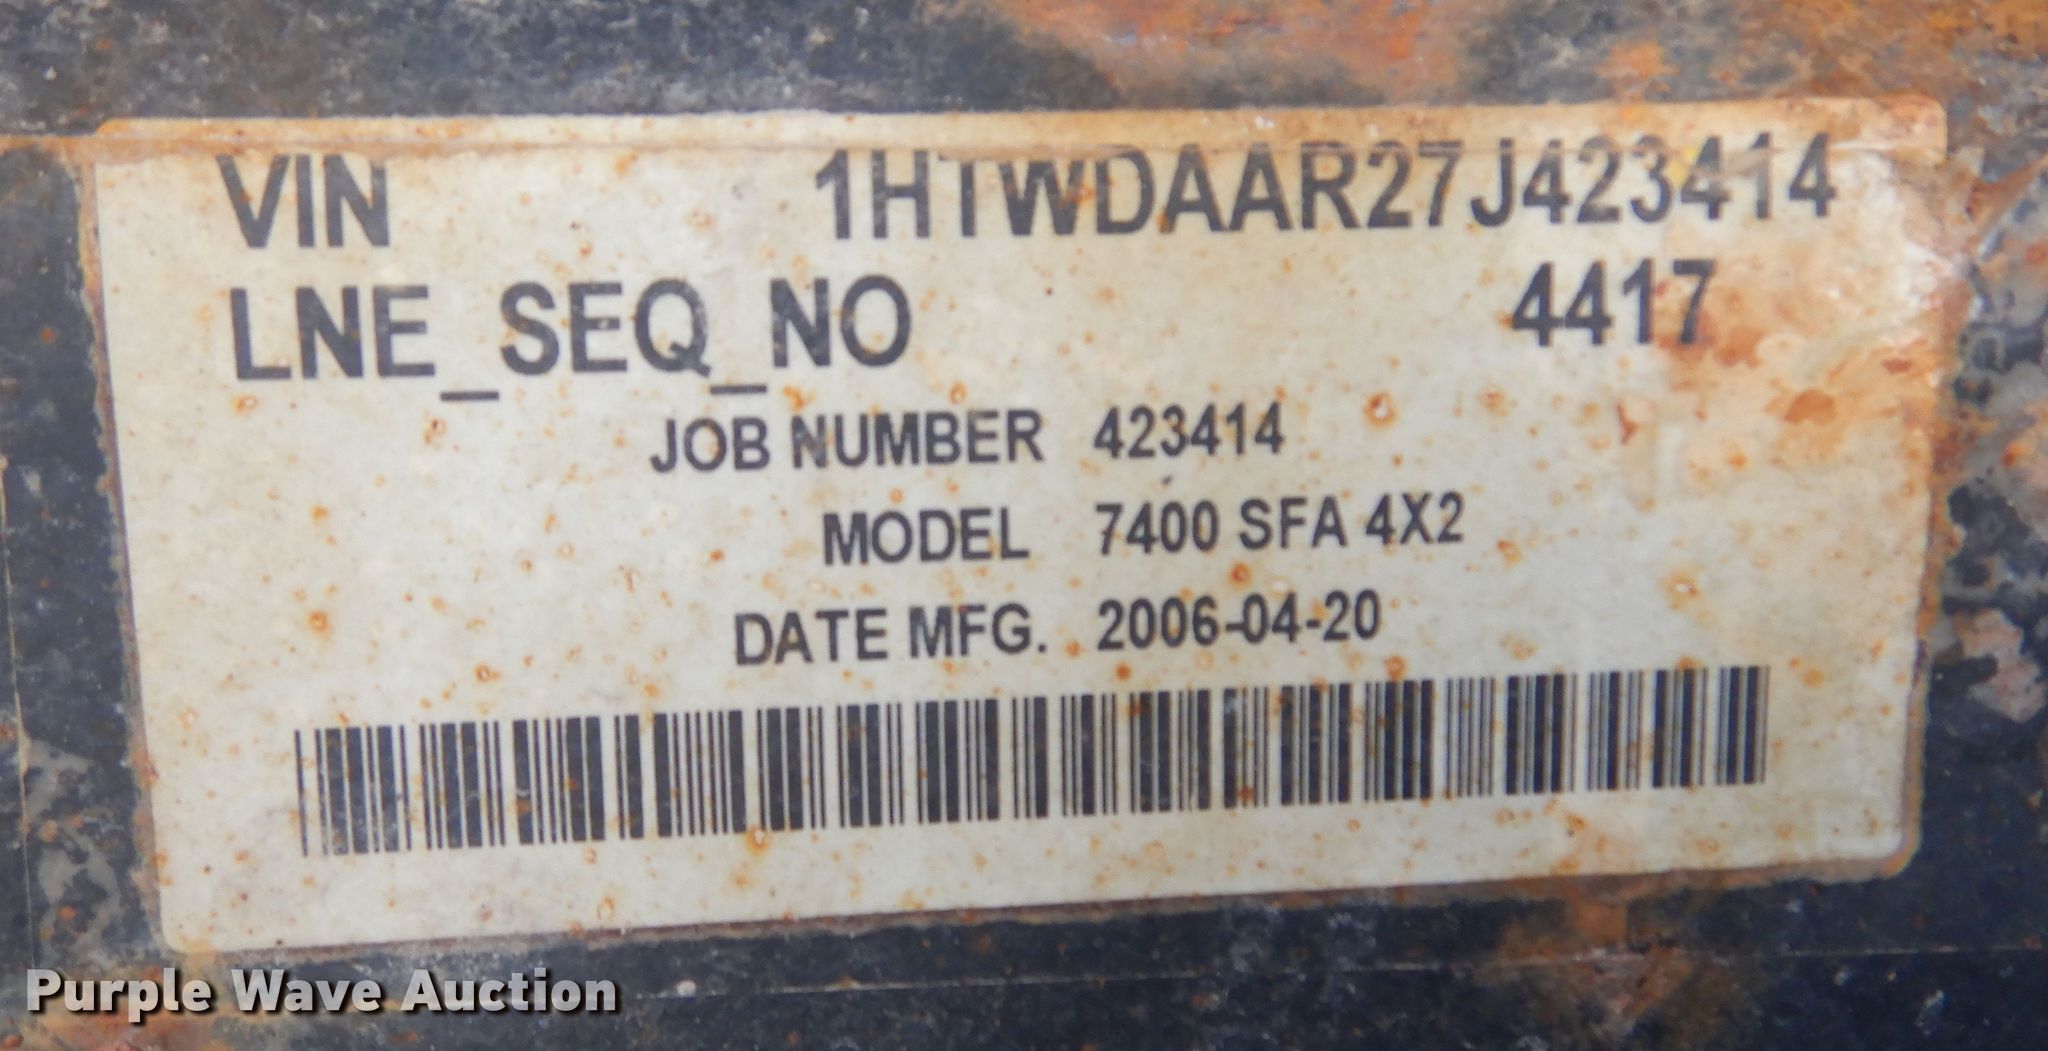 VIN 1HTWDAAR27J423414
LNE_SEQ_NO 4417
JOB NUMBER 423414
MODEL 7400 SFA 4X2
DATE MFG. 2006-04-20
Purple Wave Auction